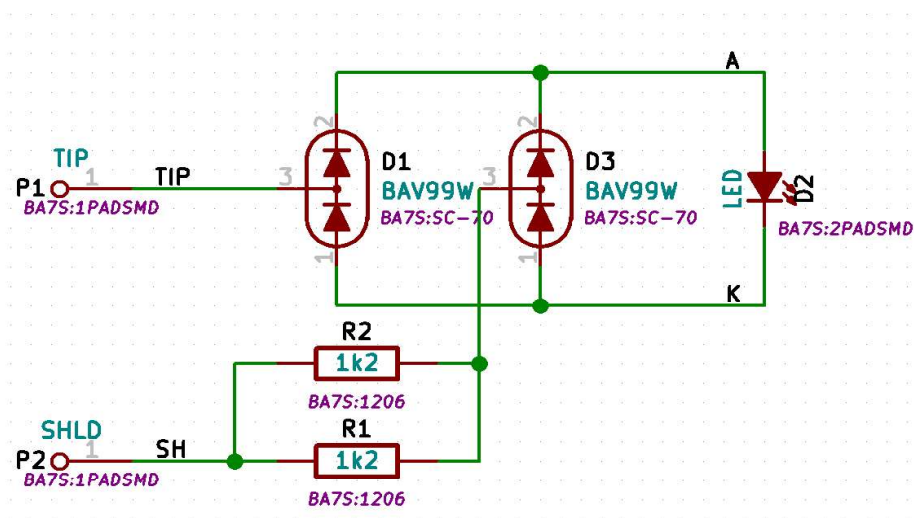 A
2
2
TIP
P1
1
TIP
BA7S:1PADSMD
3
D1
BAV99W
BA7S:SC-70
3
D3
BAV99W
BA7S:SC-70
LED
D2
BA7S:2PADSMD
1
1
K
R2
1k2
BA7S:1206
SHLD
P2
1
SH
BA7S:1PADSMD
R1
1k2
BA7S:1206